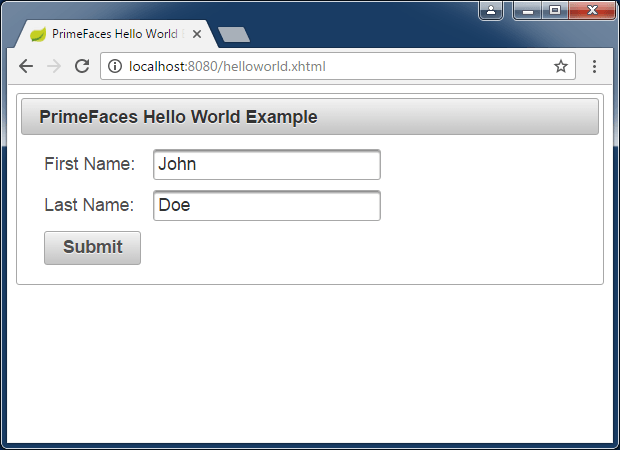 PrimeFaces Hello World
localhost:8080/helloworld.xhtml
PrimeFaces Hello World Example
First Name: John
Last Name: Doe
Submit